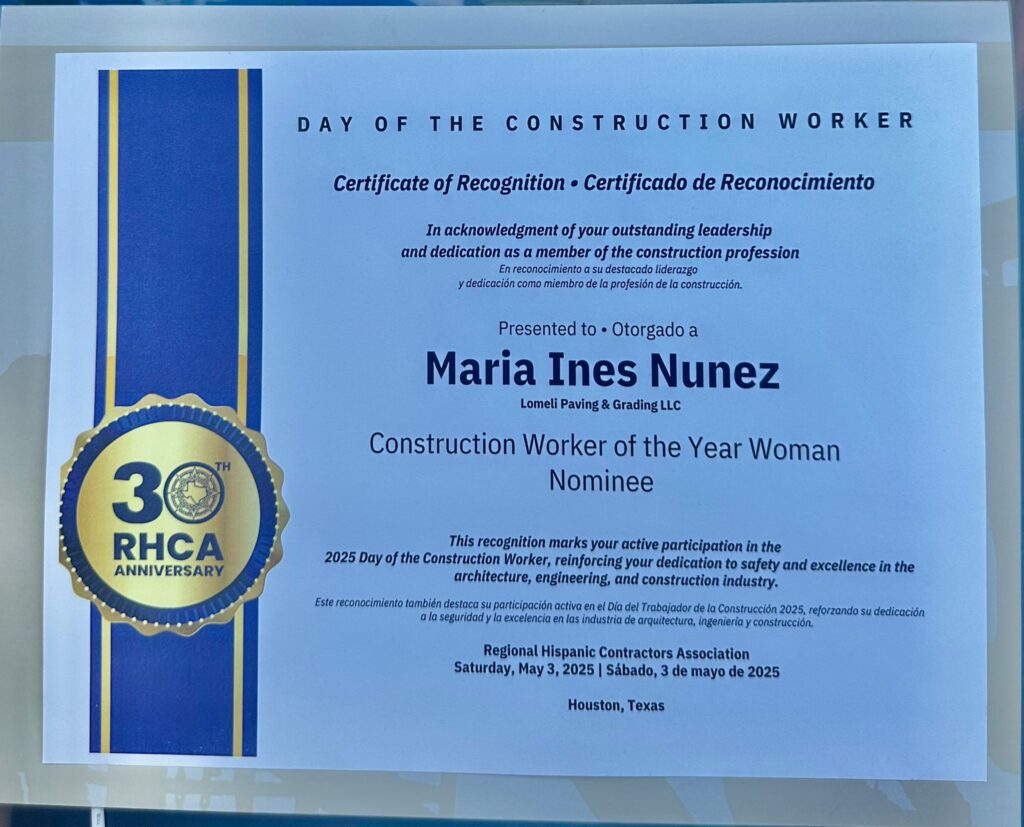 DAY OF THE CONSTRUCTION WORKER
Certificate of Recognition • Certificado de Reconocimiento
In acknowledgment of your outstanding leadership
and dedication as a member of the construction profession
En reconocimiento a su destacado liderazgo
y dedicación como miembro de la profesión de la construcción.
Presented to • Otorgado a
Maria Ines Nunez
Lomeli Paving & Grading LLC
Construction Worker of the Year Woman
Nominee
30TH
RHCA
ANNIVERSARY
This recognition marks your active participation in the
2025 Day of the Construction Worker, reinforcing your dedication to safety and excellence in the
architecture, engineering, and construction industry.
Este reconocimiento también destaca su participación activa en el Día del Trabajador de la Construcción 2025, reforzando su dedicación
a la seguridad y la excelencia en las industria de arquitectura, ingeniería y construcción.
Regional Hispanic Contractors Association
Saturday, May 3, 2025 | Sábado, 3 de mayo de 2025
Houston, Texas